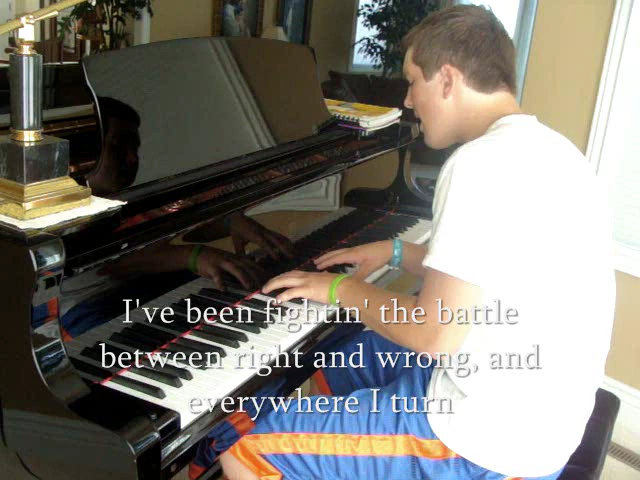 I've been fightin' the battle
between right and wrong, and
everywhere I turn